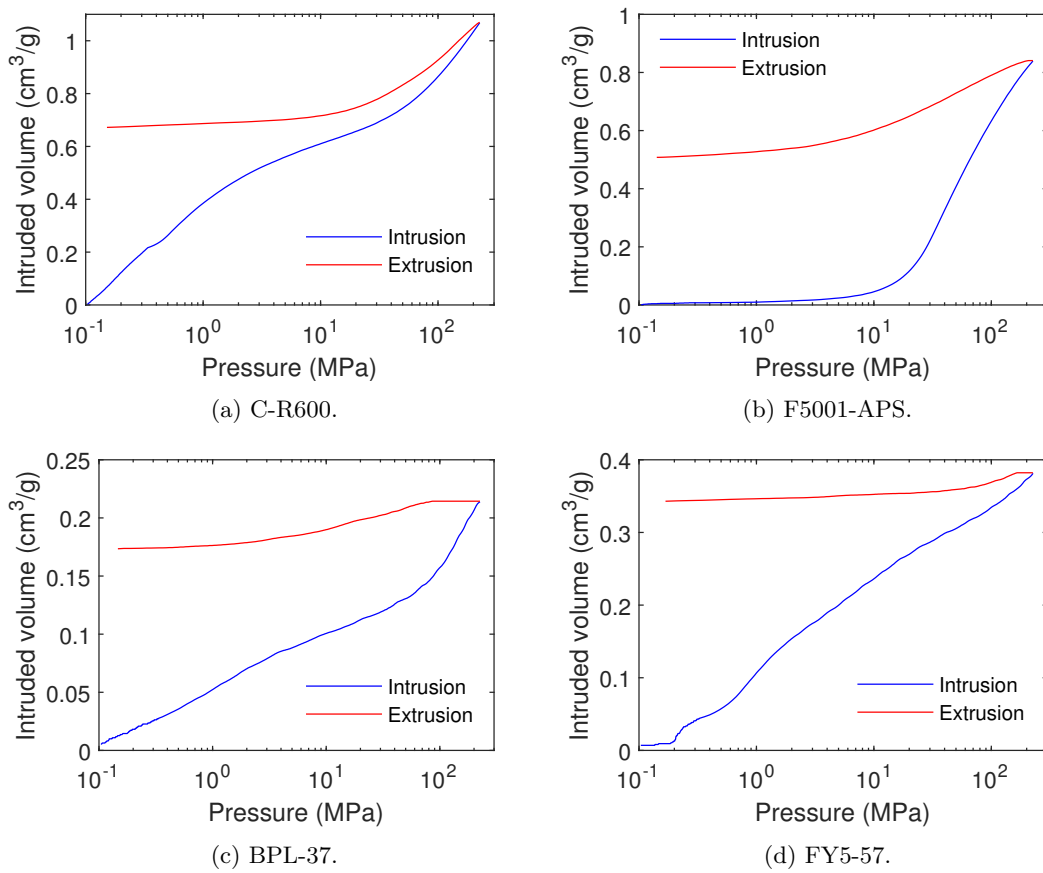 Intruded volume (cm³/g)
1
0.8
0.6
0.4
0.2
0
Intrusion
Extrusion
10⁻¹ 10⁰ 10¹ 10²
Pressure (MPa)
(a) C-R600.
Intruded volume (cm³/g)
1
0.8
0.6
0.4
0.2
0
Intrusion
Extrusion
10⁻¹ 10⁰ 10¹ 10²
Pressure (MPa)
(b) F5001-APS.
Intruded volume (cm³/g)
0.25
0.2
0.15
0.1
0.05
0
Intrusion
Extrusion
10⁻¹ 10⁰ 10¹ 10²
Pressure (MPa)
(c) BPL-37.
Intruded volume (cm³/g)
0.4
0.3
0.2
0.1
0
Intrusion
Extrusion
10⁻¹ 10⁰ 10¹ 10²
Pressure (MPa)
(d) FY5-57.